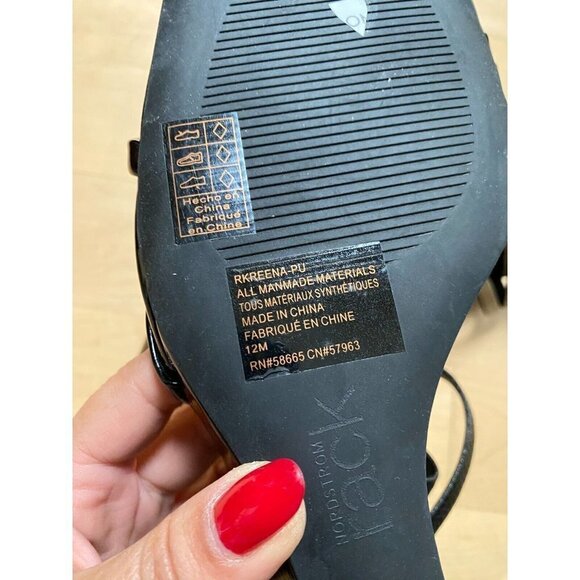 Hecho en
China
Fabriqué
en Chine
RKREENA-PU
ALL MANMADE MATERIALS
TOUS MATÉRIAUX SYNTHÉTIQUES
MADE IN CHINA
FABRIQUÉ EN CHINE
12M
RN#58665 CN#57963
NORDSTROM
rack